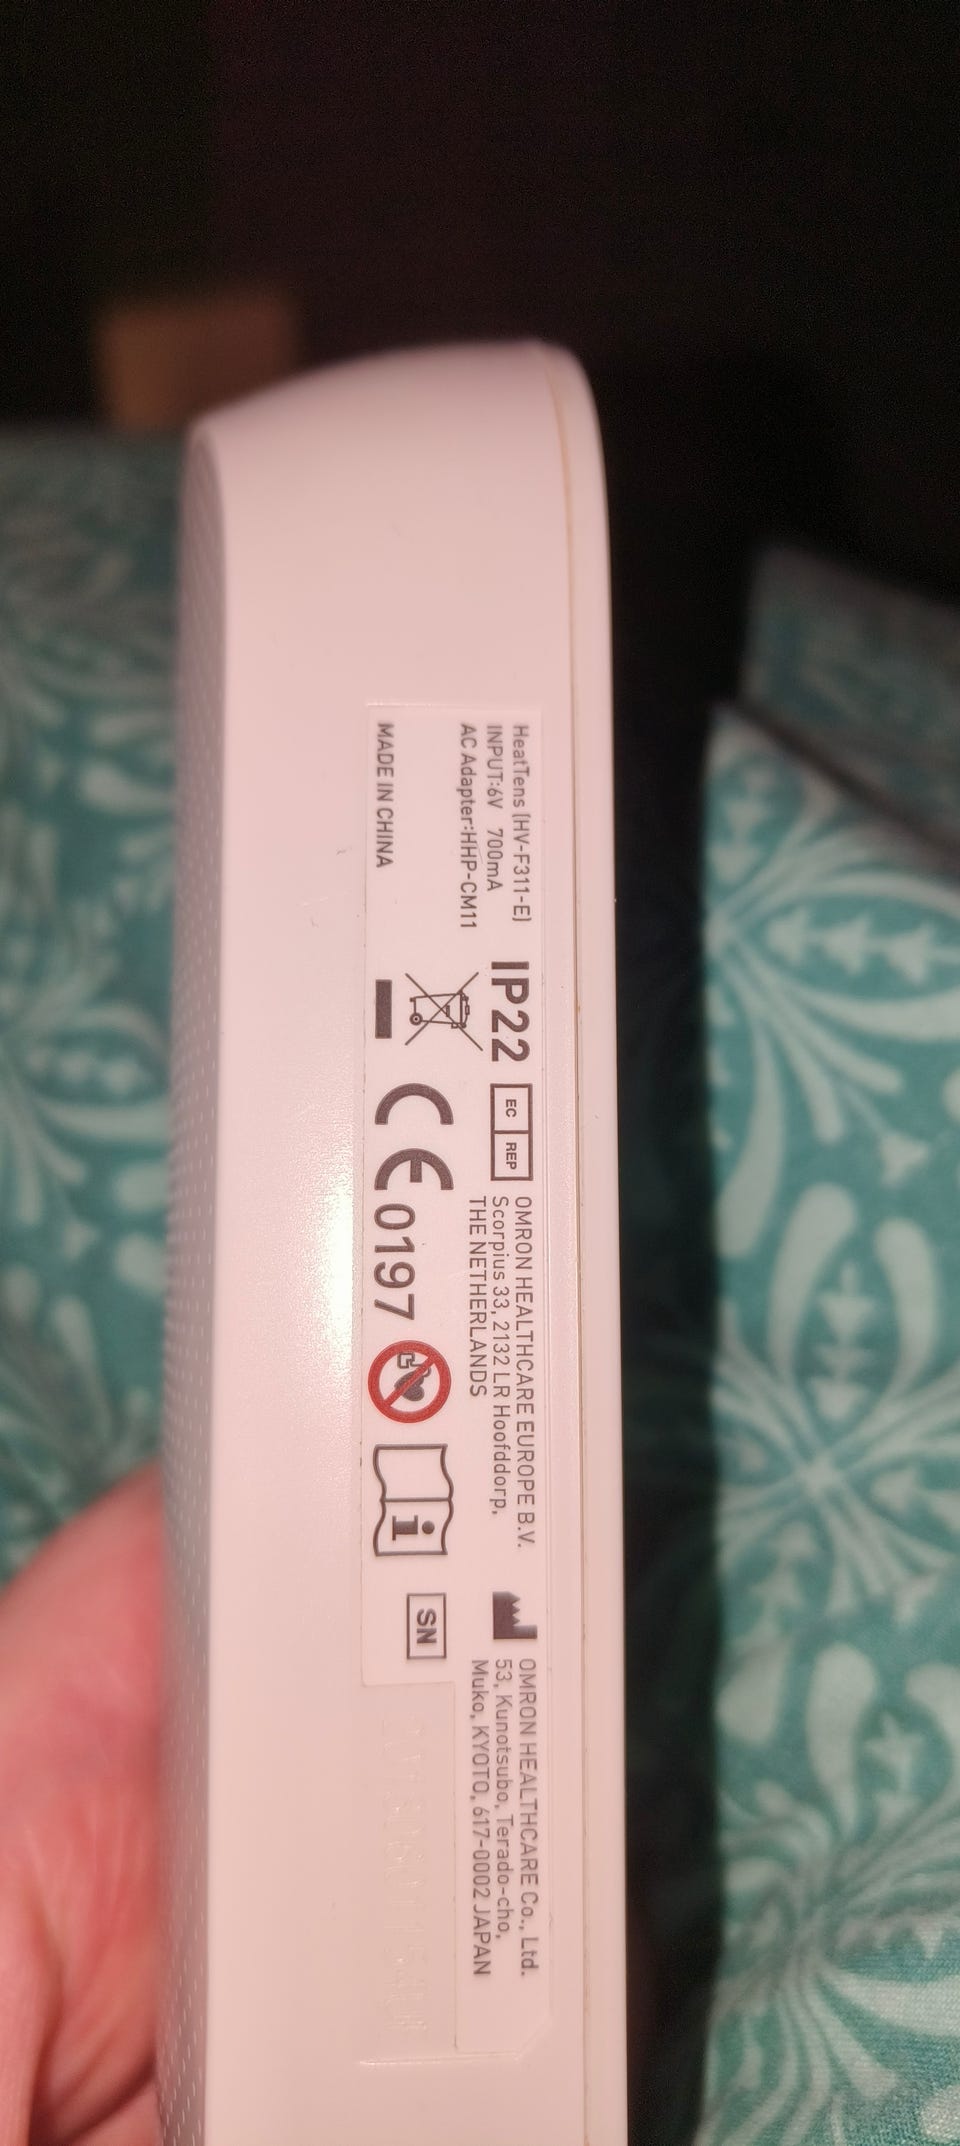 HeatTens (HV-F311-E)
INPUT:6V 700mA
AC Adapter:HHP-CM11
MADE IN CHINA
IP22
EC REP
OMRON HEALTHCARE EUROPE B.V.
Scorpius 33, 2132 LR Hoofddorp,
THE NETHERLANDS
CE 0197
i
SN
OMRON HEALTHCARE Co., Ltd.
53, Kunotsubo, Terado-cho,
Muko, KYOTO, 617-0002 JAPAN